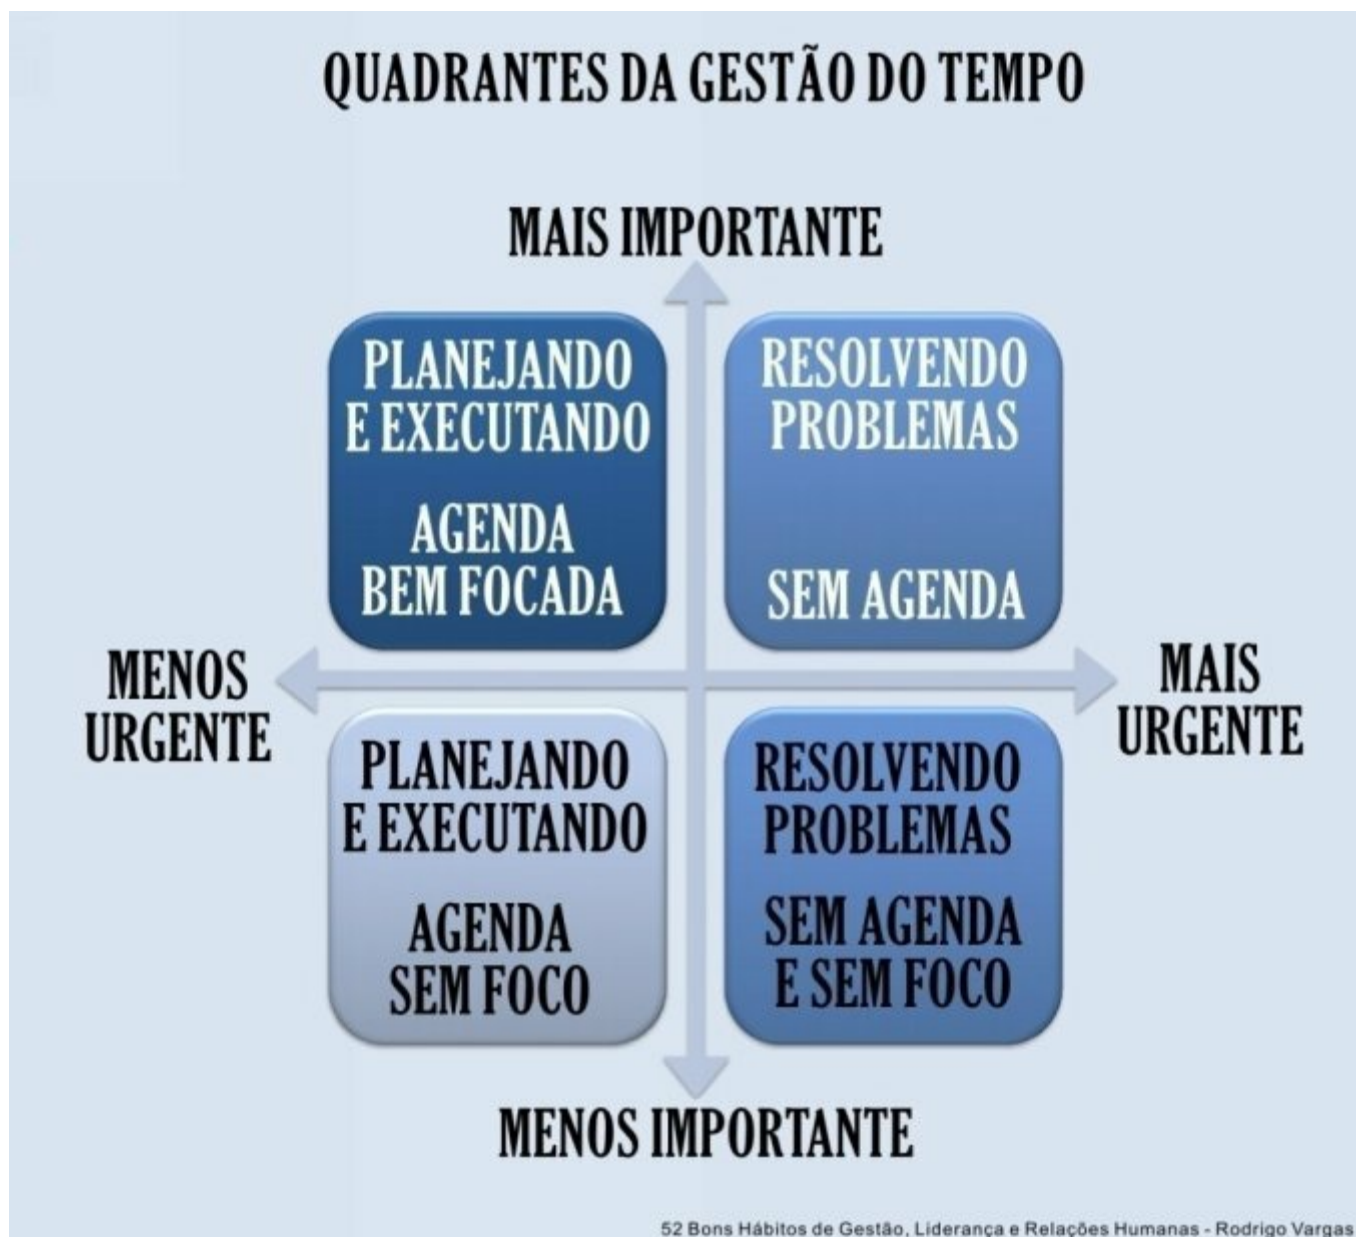 QUADRANTES DA GESTÃO DO TEMPO
MAIS IMPORTANTE
PLANEJANDO
E EXECUTANDO
AGENDA
BEM FOCADA
RESOLVENDO
PROBLEMAS
SEM AGENDA
MENOS
URGENTE
MAIS
URGENTE
PLANEJANDO
E EXECUTANDO
AGENDA
SEM FOCO
RESOLVENDO
PROBLEMAS
SEM AGENDA
E SEM FOCO
MENOS IMPORTANTE
52 Bons Hábitos de Gestão, Liderança e Relações Humanas - Rodrigo Vargas